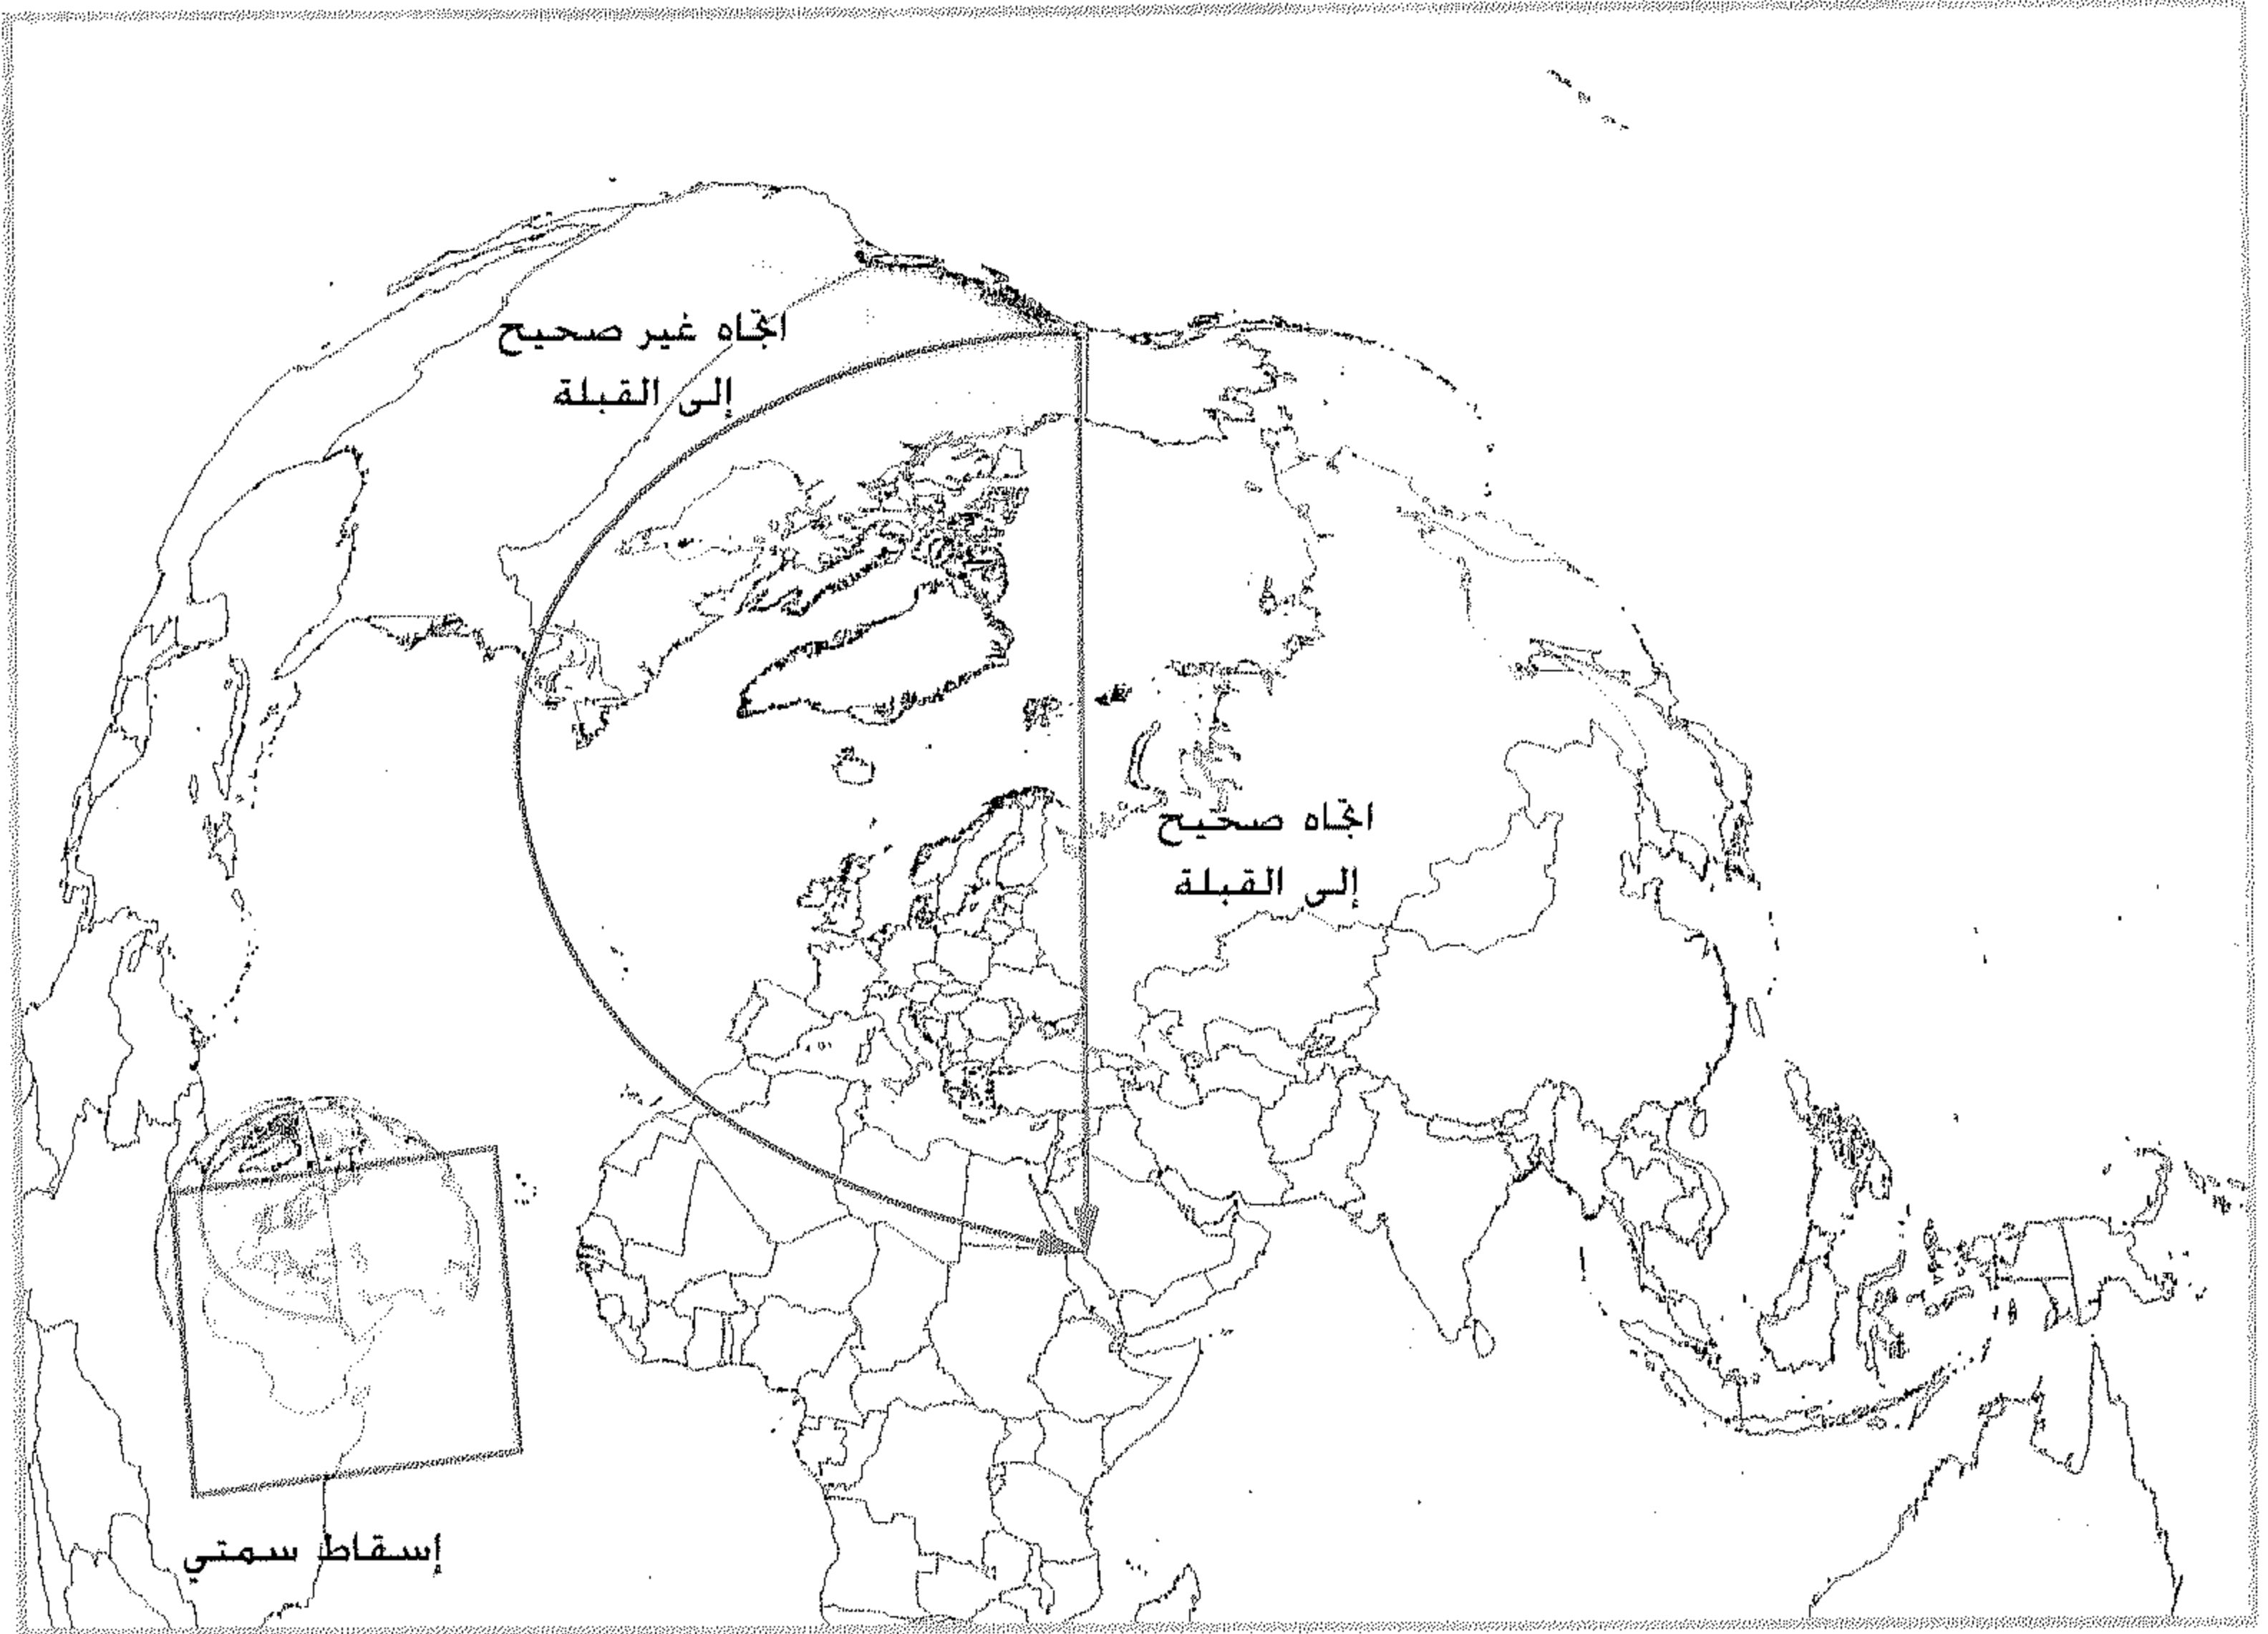 اتجاه غير صحيح
إلى القبلة
اتجاه صحيح
إلى القبلة
إسقاط سمتي